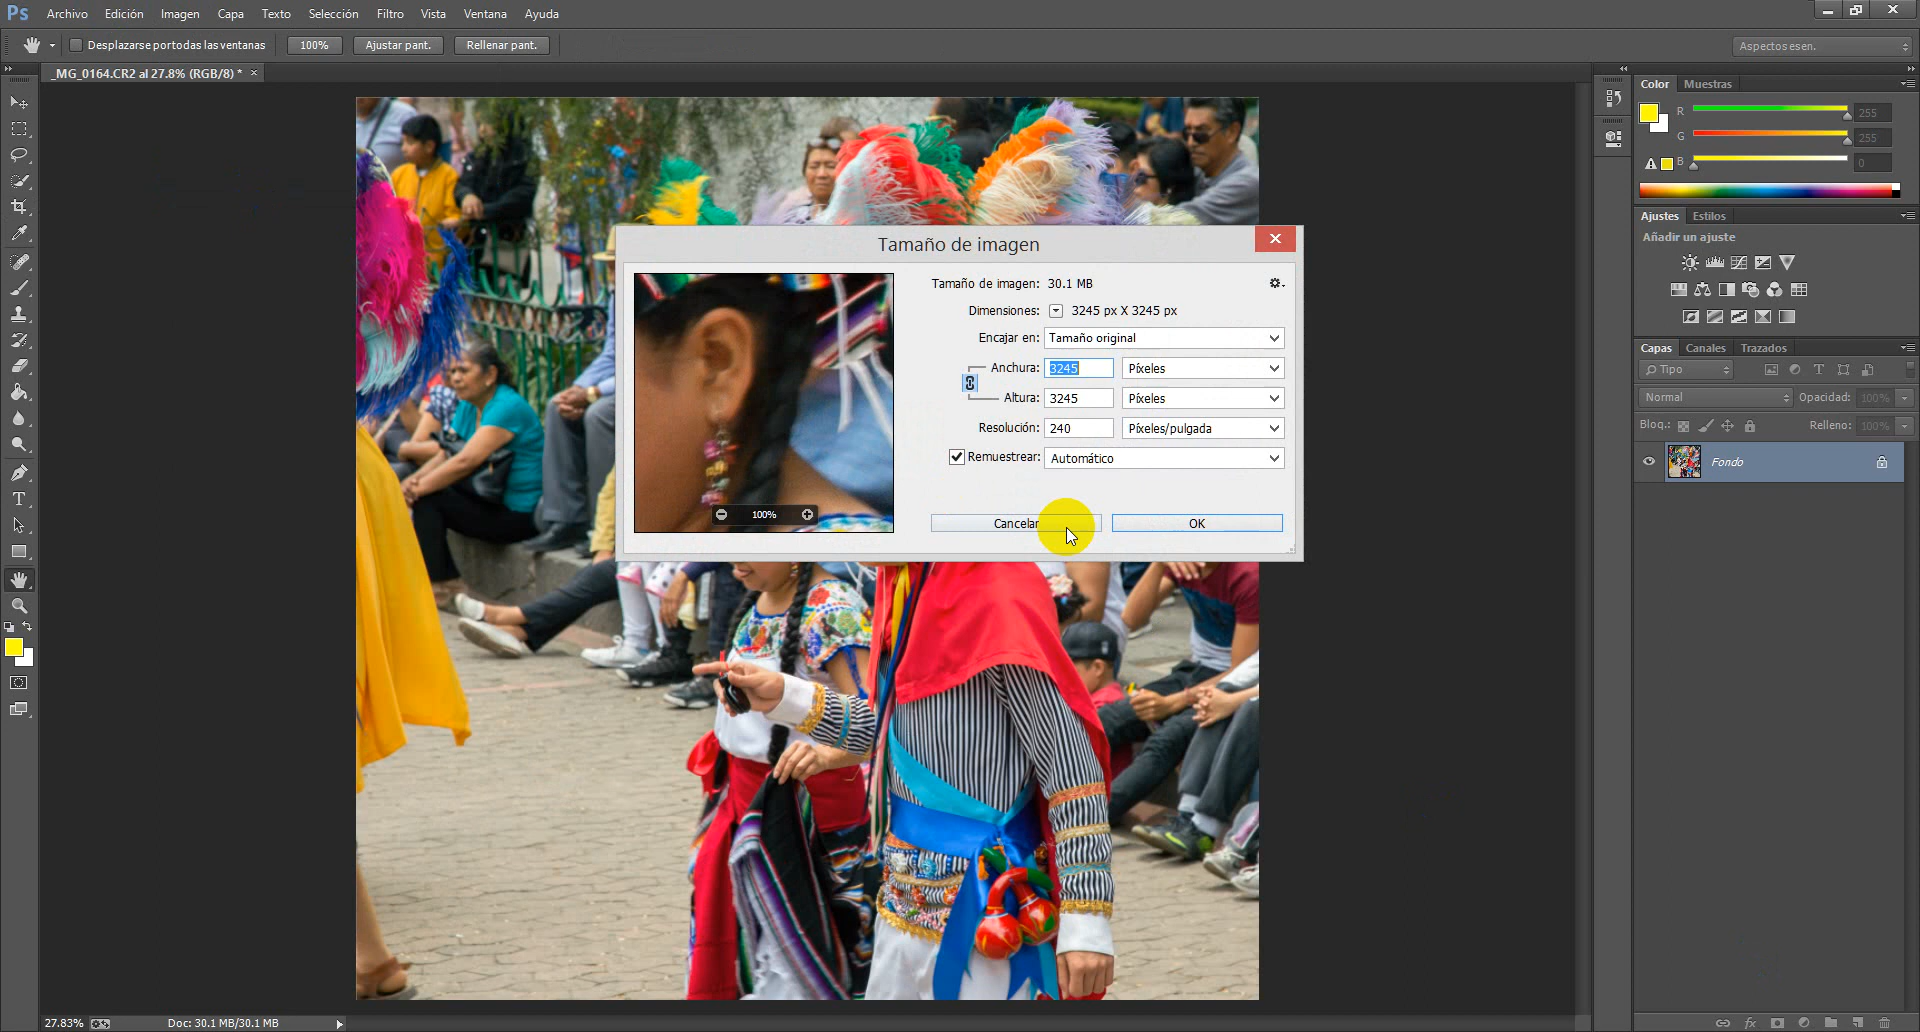 Ps Archivo Edición Imagen Capa Texto Selección Filtro Vista Ventana Ayuda
Desplazarse por todas las ventanas 100% Ajustar pant. Rellenar pant. Aspectos esen.
_MG_0164.CR2 al 27.8% (RGB/8) * ×
Color Muestras
R 255
G 255
B 0
Ajustes Estilos
Añadir un ajuste
Capas Canales Trazados
Tipo
Normal Opacidad: 100%
Bloq.: Relleno: 100%
Fondo
Tamaño de imagen
Tamaño de imagen: 30.1 MB
Dimensiones: 3245 px X 3245 px
Encajar en: Tamaño original
Anchura: 3245 Píxeles
Altura: 3245 Píxeles
Resolución: 240 Píxeles/pulgada
Remuestrear: Automático
100%
Cancelar OK
27.83% Doc: 30.1 MB/30.1 MB